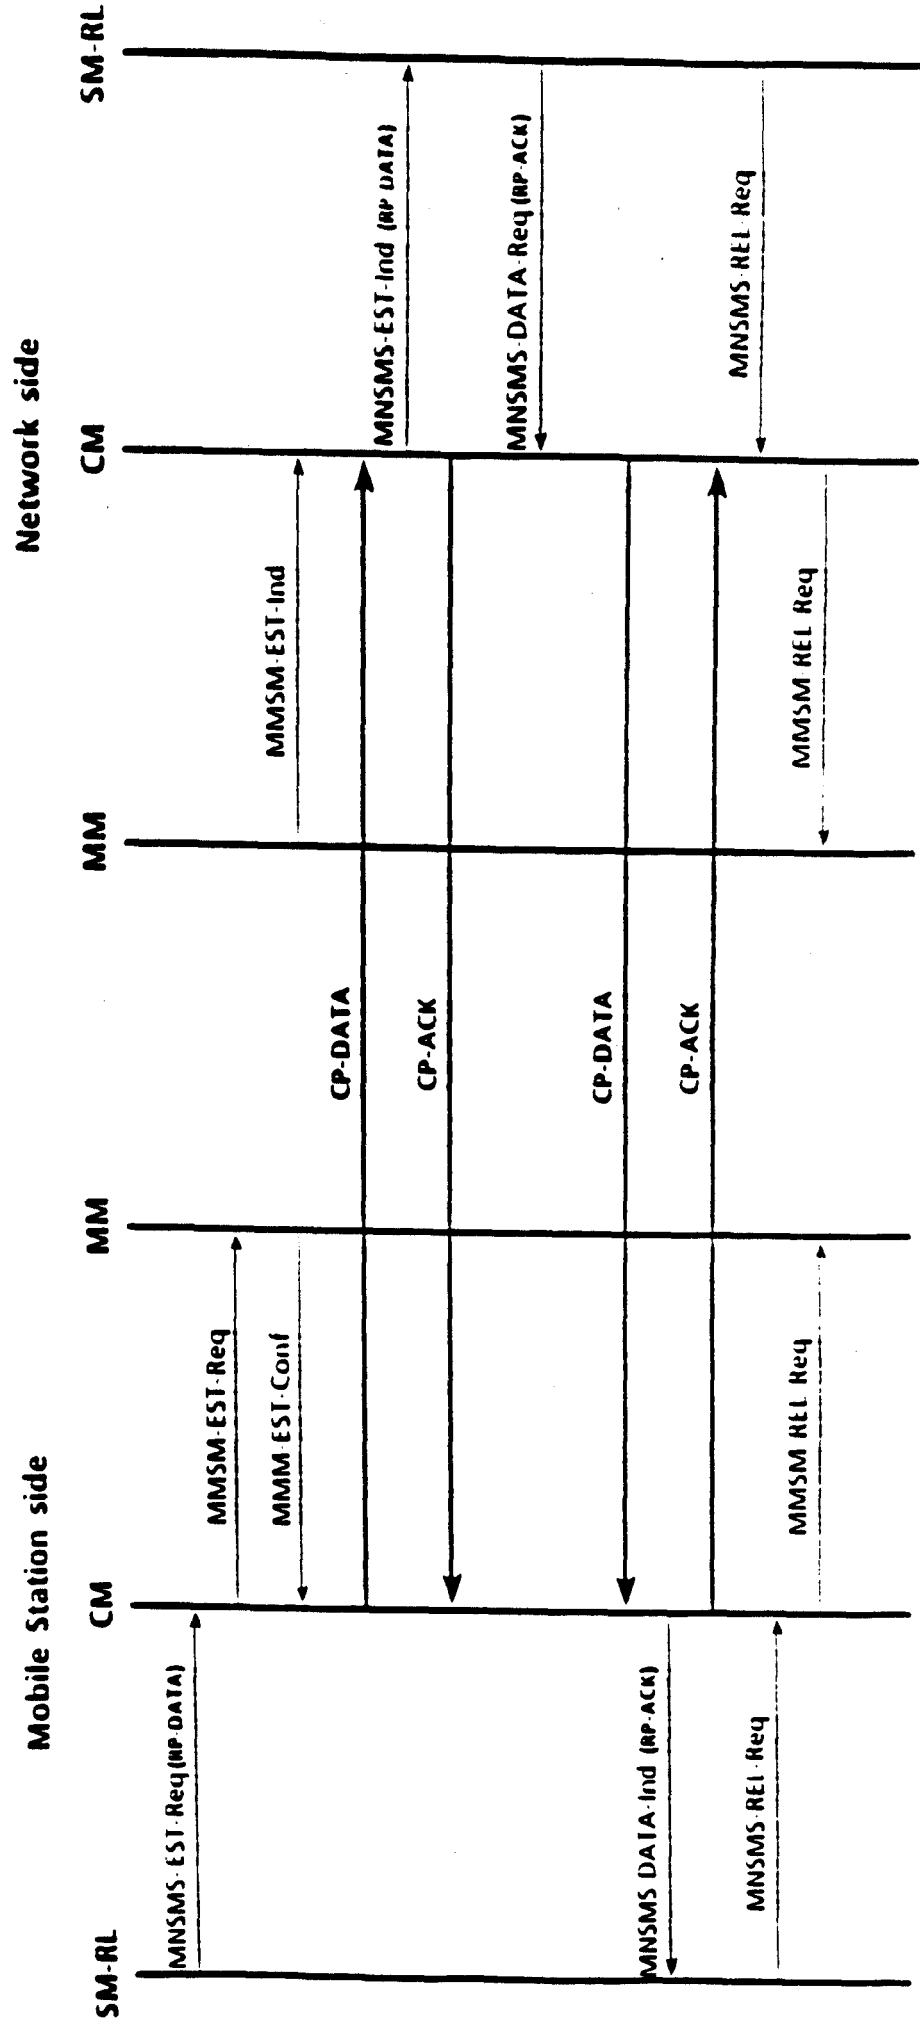 Mobile Station side
Network side
SM-RL
CM
MM
MM
CM
SM-RL
MNSMS-EST-Req (RP-DATA)
MMSM-EST-Req
MMM-EST-Conf
MMSM-EST-Ind
CP-DATA
MNSMS-EST-Ind (RP DATA)
CP-ACK
MNSMS-DATA-Req (RP-ACK)
CP-DATA
MNSMS DATA-Ind (RP-ACK)
CP-ACK
MNSMS-REL-Req
MNSMS-REL-Req
MMSM REL Req
MMSM REL Req